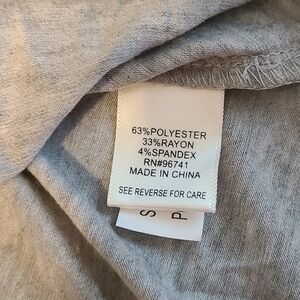 63%POLYESTER
33%RAYON
4%SPANDEX
RN#96741
MADE IN CHINA
SEE REVERSE FOR CARE
S
P